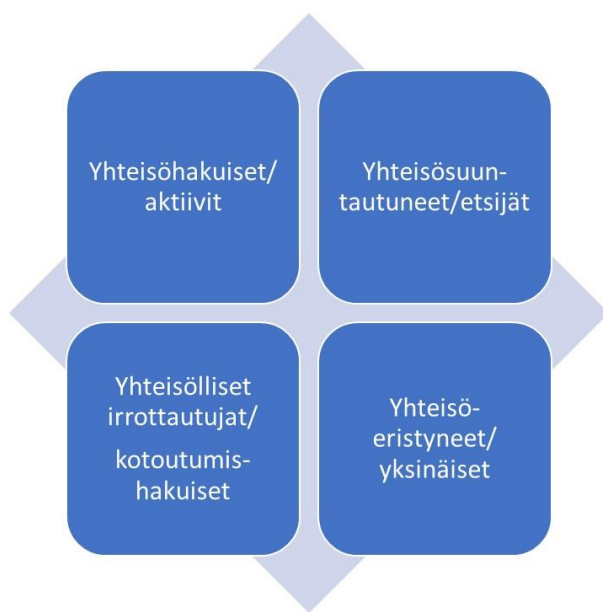 Yhteisöhakuiset/
aktiivit
Yhteisösuun-
tautuneet/etsijät
Yhteisölliset
irrottautujat/
kotoutumis-
hakuiset
Yhteisö-
eristyneet/
yksinäiset